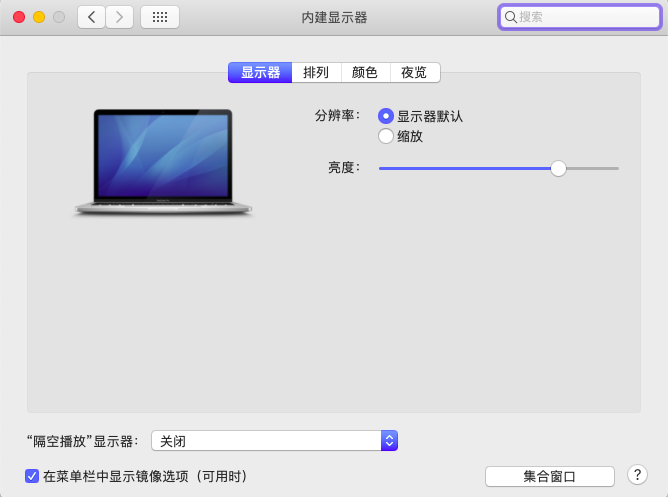 内建显示器
搜索
显示器 排列 颜色 夜览
分辨率： 显示器默认
缩放
亮度：
“隔空播放”显示器： 关闭
在菜单栏中显示镜像选项（可用时）
集合窗口 ?